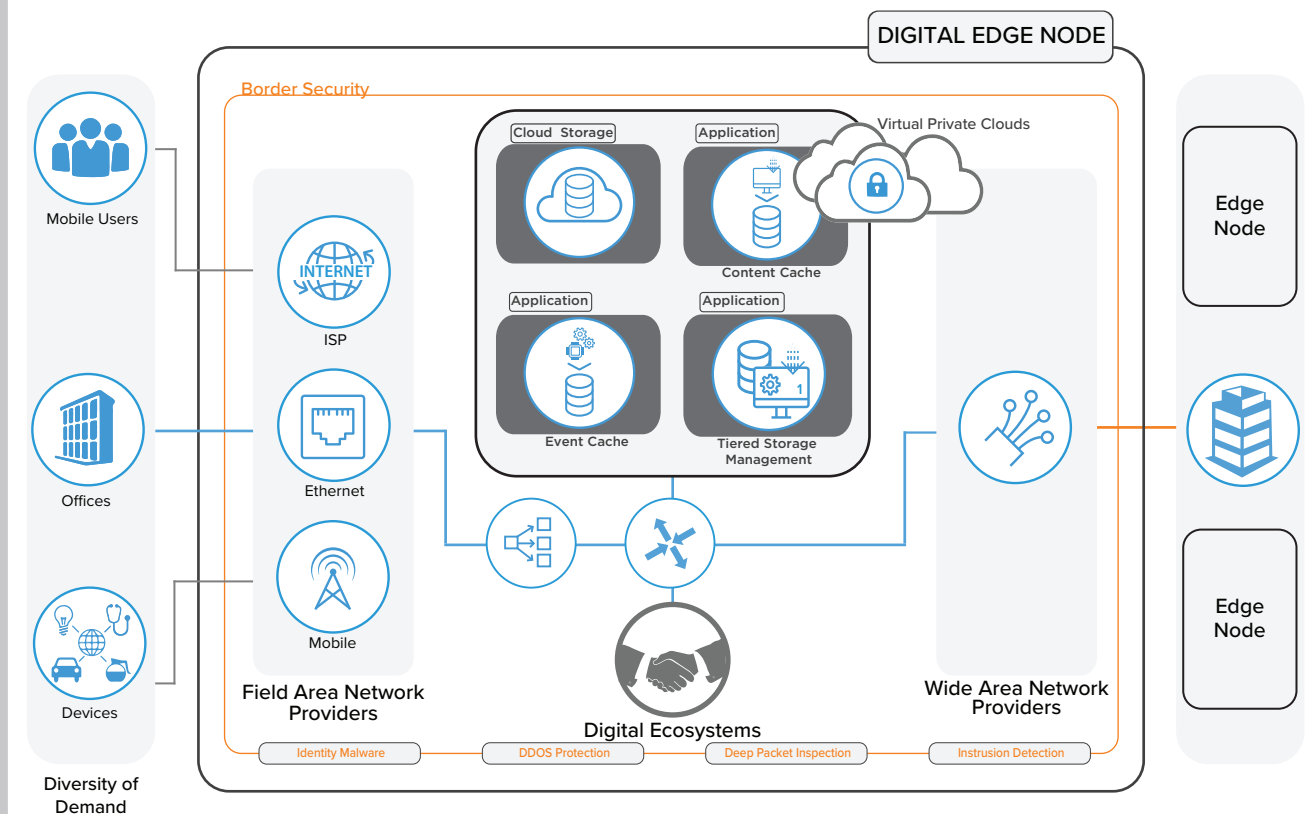 DIGITAL EDGE NODE
Border Security
Mobile Users
Offices
Devices
Diversity of
Demand
INTERNET
ISP
Ethernet
Mobile
Field Area Network
Providers
Cloud Storage
Application
Content Cache
Virtual Private Clouds
Application
Event Cache
Application
1
Tiered Storage
Management
Digital Ecosystems
Wide Area Network
Providers
Identity Malware
DDOS Protection
Deep Packet Inspection
Instrusion Detection
Edge
Node
Edge
Node